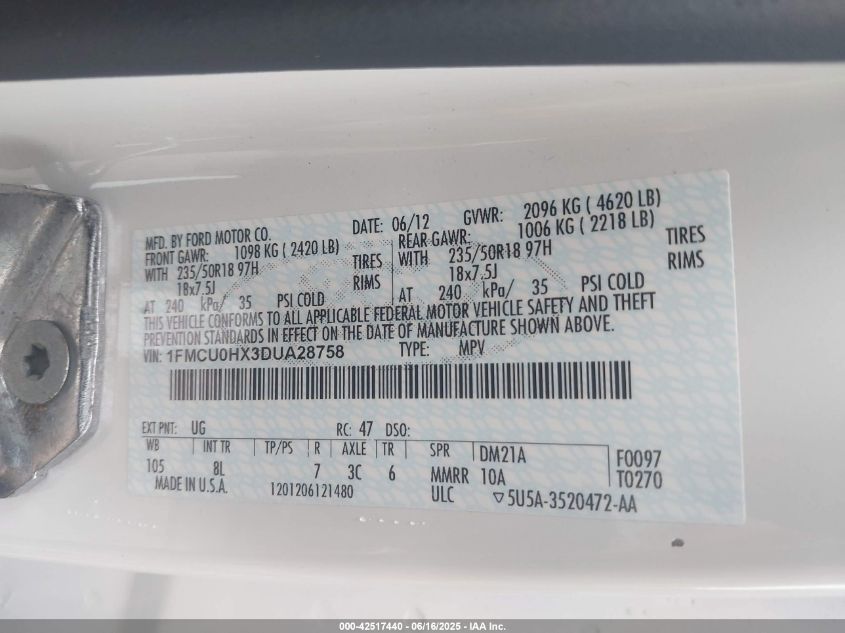 MFD. BY FORD MOTOR CO. DATE: 06/12 GVWR: 2096 KG ( 4620 LB)
FRONT GAWR: 1098 KG ( 2420 LB) REAR GAWR: 1006 KG ( 2218 LB)
WITH 235/50R18 97H TIRES WITH 235/50R18 97H TIRES
18x7.5J RIMS 18x7.5J RIMS
AT 240 kPa/ 35 PSI COLD AT 240 kPa/ 35 PSI COLD
THIS VEHICLE CONFORMS TO ALL APPLICABLE FEDERAL MOTOR VEHICLE SAFETY AND THEFT
PREVENTION STANDARDS IN EFFECT ON THE DATE OF MANUFACTURE SHOWN ABOVE.
VIN: 1FMCU0HX3DUA28758 TYPE: MPV
EXT PNT: UG RC: 47 DSO:
WB INT TR TP/PS R AXLE TR SPR DM21A F0097
105 8L 7 3C 6 MMRR 10A T0270
MADE IN U.S.A. 1201206121480 ULC ▽5U5A-3520472-AA
000-42517440 - 06/16/2025 - IAA Inc.